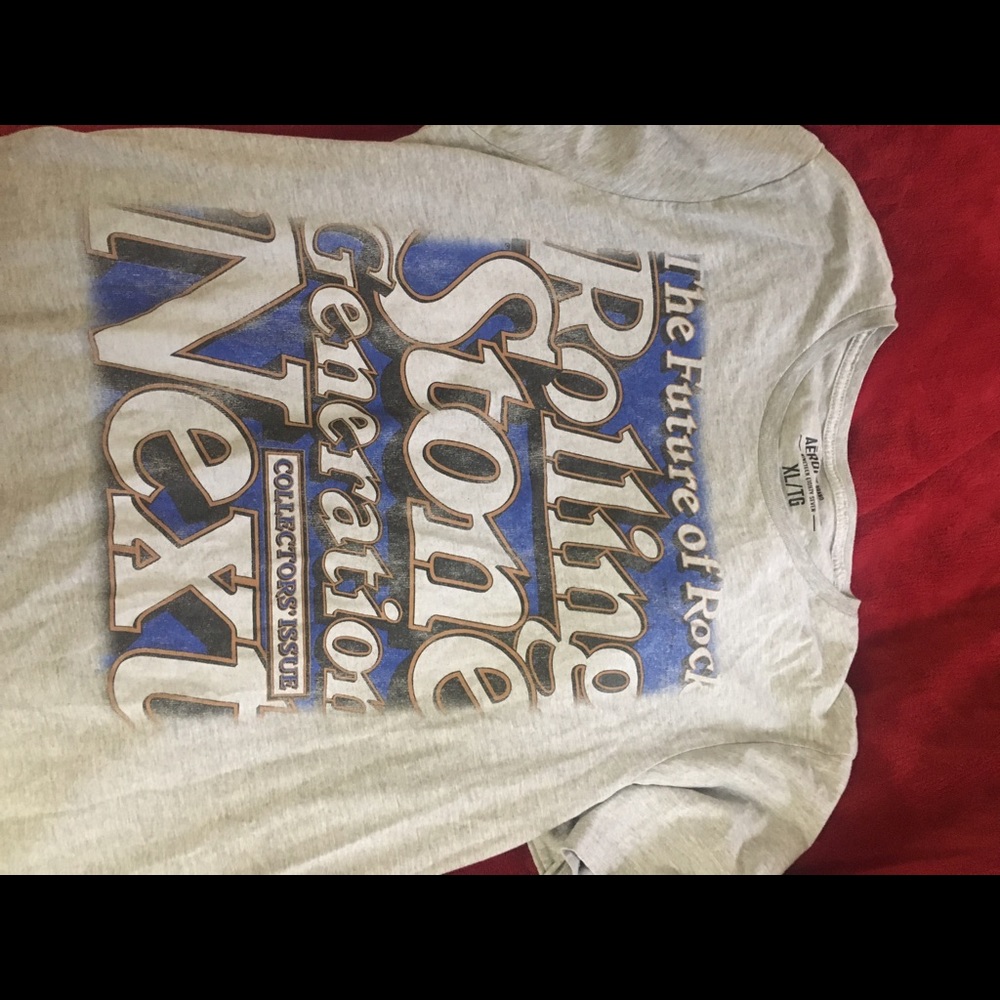 XL/TG
The Future of Rock
Rolling
Stone
Generation
COLLECTORS' ISSUE
Next